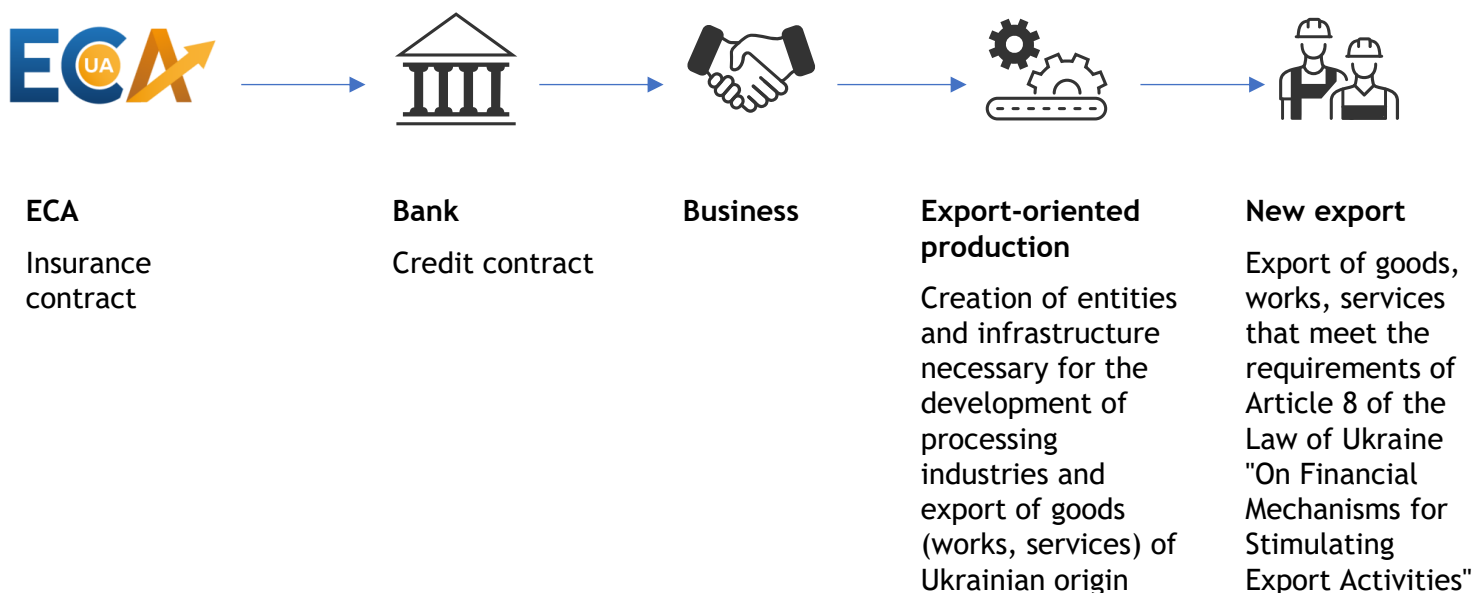 ECA
UA
ECA
Insurance
contract
Bank
Credit contract
Business
Export-oriented
production
Creation of entities
and infrastructure
necessary for the
development of
processing
industries and
export of goods
(works, services) of
Ukrainian origin
New export
Export of goods,
works, services
that meet the
requirements of
Article 8 of the
Law of Ukraine
"On Financial
Mechanisms for
Stimulating
Export Activities"